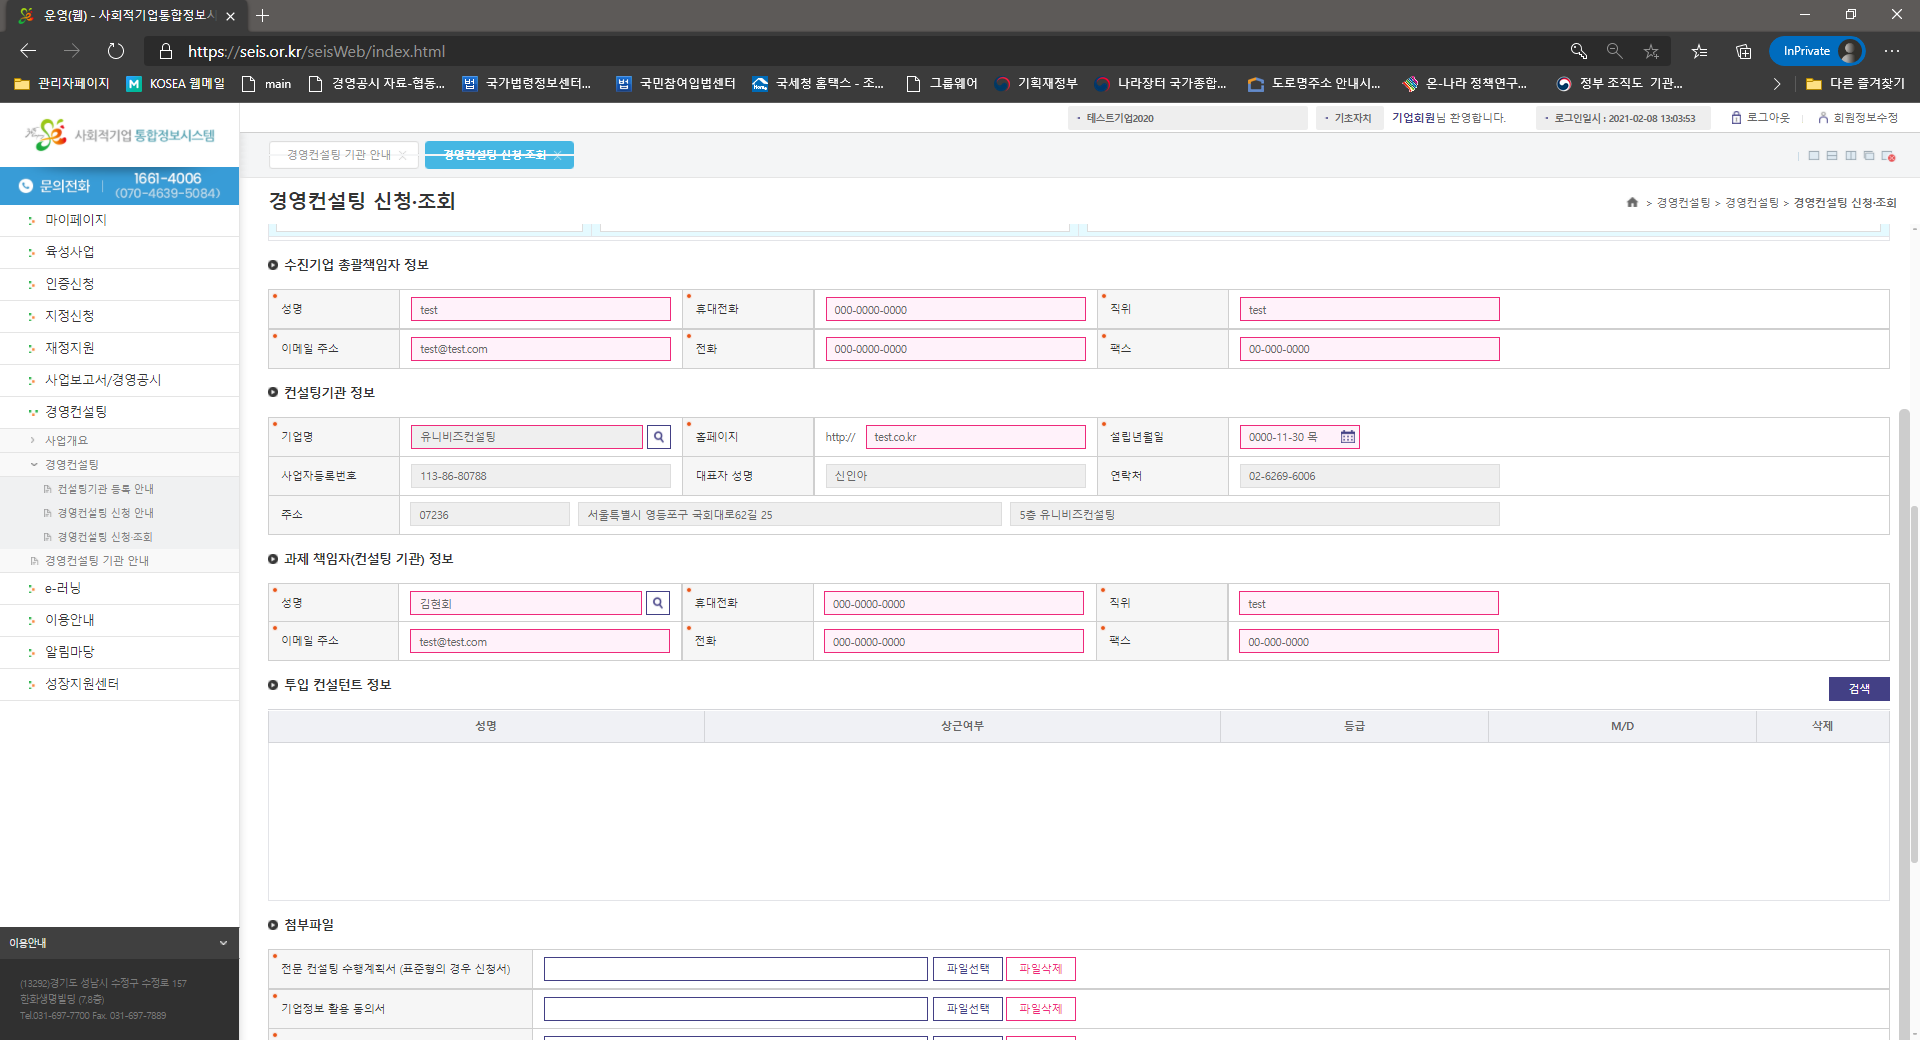 운영(웹) - 사회적기업통합정보시
https://seis.or.kr/seisWeb/index.html
InPrivate
관리자페이지
KOSEA 웹메일
main
경영공시 자료-협동...
국가법령정보센터...
국민참여입법센터
국세청 홈택스 - 조...
그룹웨어
기획재정부
나라장터 국가종합...
도로명주소 안내시...
온-나라 정책연구...
정부 조직도 기관...
다른 즐겨찾기
사회적기업 통합정보시스템
테스트기업2020
기초자치
기업회원님 환영합니다.
로그인일시 : 2021-02-08 13:03:53
로그아웃
회원정보수정
문의전화
1661-4006
(070-4639-5084)
마이페이지
육성사업
인증신청
지정신청
재정지원
사업보고서/경영공시
경영컨설팅
사업개요
경영컨설팅
컨설팅기관 등록 안내
경영컨설팅 신청 안내
경영컨설팅 신청·조회
경영컨설팅 기관 안내
e-러닝
이용안내
알림마당
성장지원센터
이용안내
(13292)경기도 성남시 수정구 수정로 157
한화생명빌딩 (7,8층)
Tel.031-697-7700 Fax. 031-697-7889
경영컨설팅 기관 안내
경영컨설팅 신청·조회
경영컨설팅 신청·조회
> 경영컨설팅 > 경영컨설팅 > 경영컨설팅 신청·조회
수진기업 총괄책임자 정보
성명 test 휴대전화 000-0000-0000 직위 test
이메일 주소 test@test.com 전화 000-0000-0000 팩스 00-000-0000
컨설팅기관 정보
기업명 유니비즈컨설팅 홈페이지 http:// test.co.kr 설립년월일 0000-11-30 목
사업자등록번호 113-86-80788 대표자 성명 신인아 연락처 02-6269-6006
주소 07236 서울특별시 영등포구 국회대로62길 25 5층 유니비즈컨설팅
과제 책임자(컨설팅 기관) 정보
성명 김현희 휴대전화 000-0000-0000 직위 test
이메일 주소 test@test.com 전화 000-0000-0000 팩스 00-000-0000
투입 컨설턴트 정보
검색
성명 상근여부 등급 M/D 삭제
첨부파일
전문 컨설팅 수행계획서 (표준형의 경우 신청서) 파일선택 파일삭제
기업정보 활용 동의서 파일선택 파일삭제